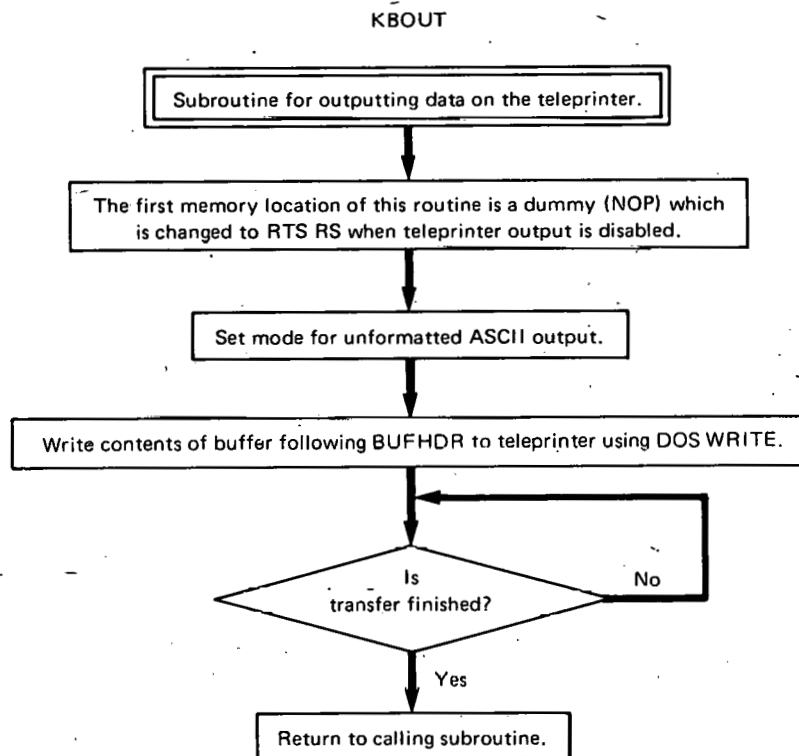 KBOUT
Subroutine for outputting data on the teleprinter.
The first memory location of this routine is a dummy (NOP) which
is changed to RTS RS when teleprinter output is disabled.
Set mode for unformatted ASCII output.
Write contents of buffer following BUFHDR to teleprinter using DOS WRITE.
Is
transfer finished?
No
Yes
Return to calling subroutine.